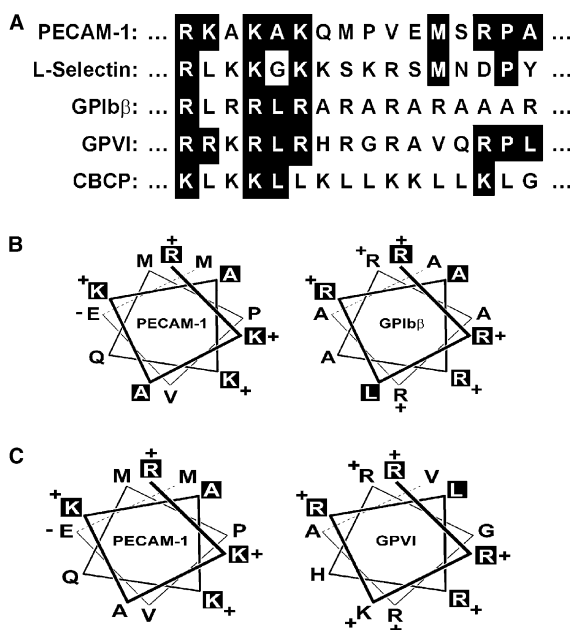 A
PECAM-1: ... R K A K A K Q M P V E M S R P A ...
L-Selectin: ... R L K K G K K S K R S M N D P Y ...
GPIbβ: ... R L R R L R A R A R A R A A A R ...
GPVI: ... R R K R L R H R G R A V Q R P L ...
CBCP: ... K L K K L L K L L K K L L K L G ...
B
+ +
M R M + R R A
+ K A + R A
- E PECAM-1 P A GPIbβ A
K + R +
Q K + A R +
A V L R +
C
+ +
M R M + R R V
+ K A + R L
- E PECAM-1 P A GPVI G
K + R +
Q K + H R +
A V + K R +